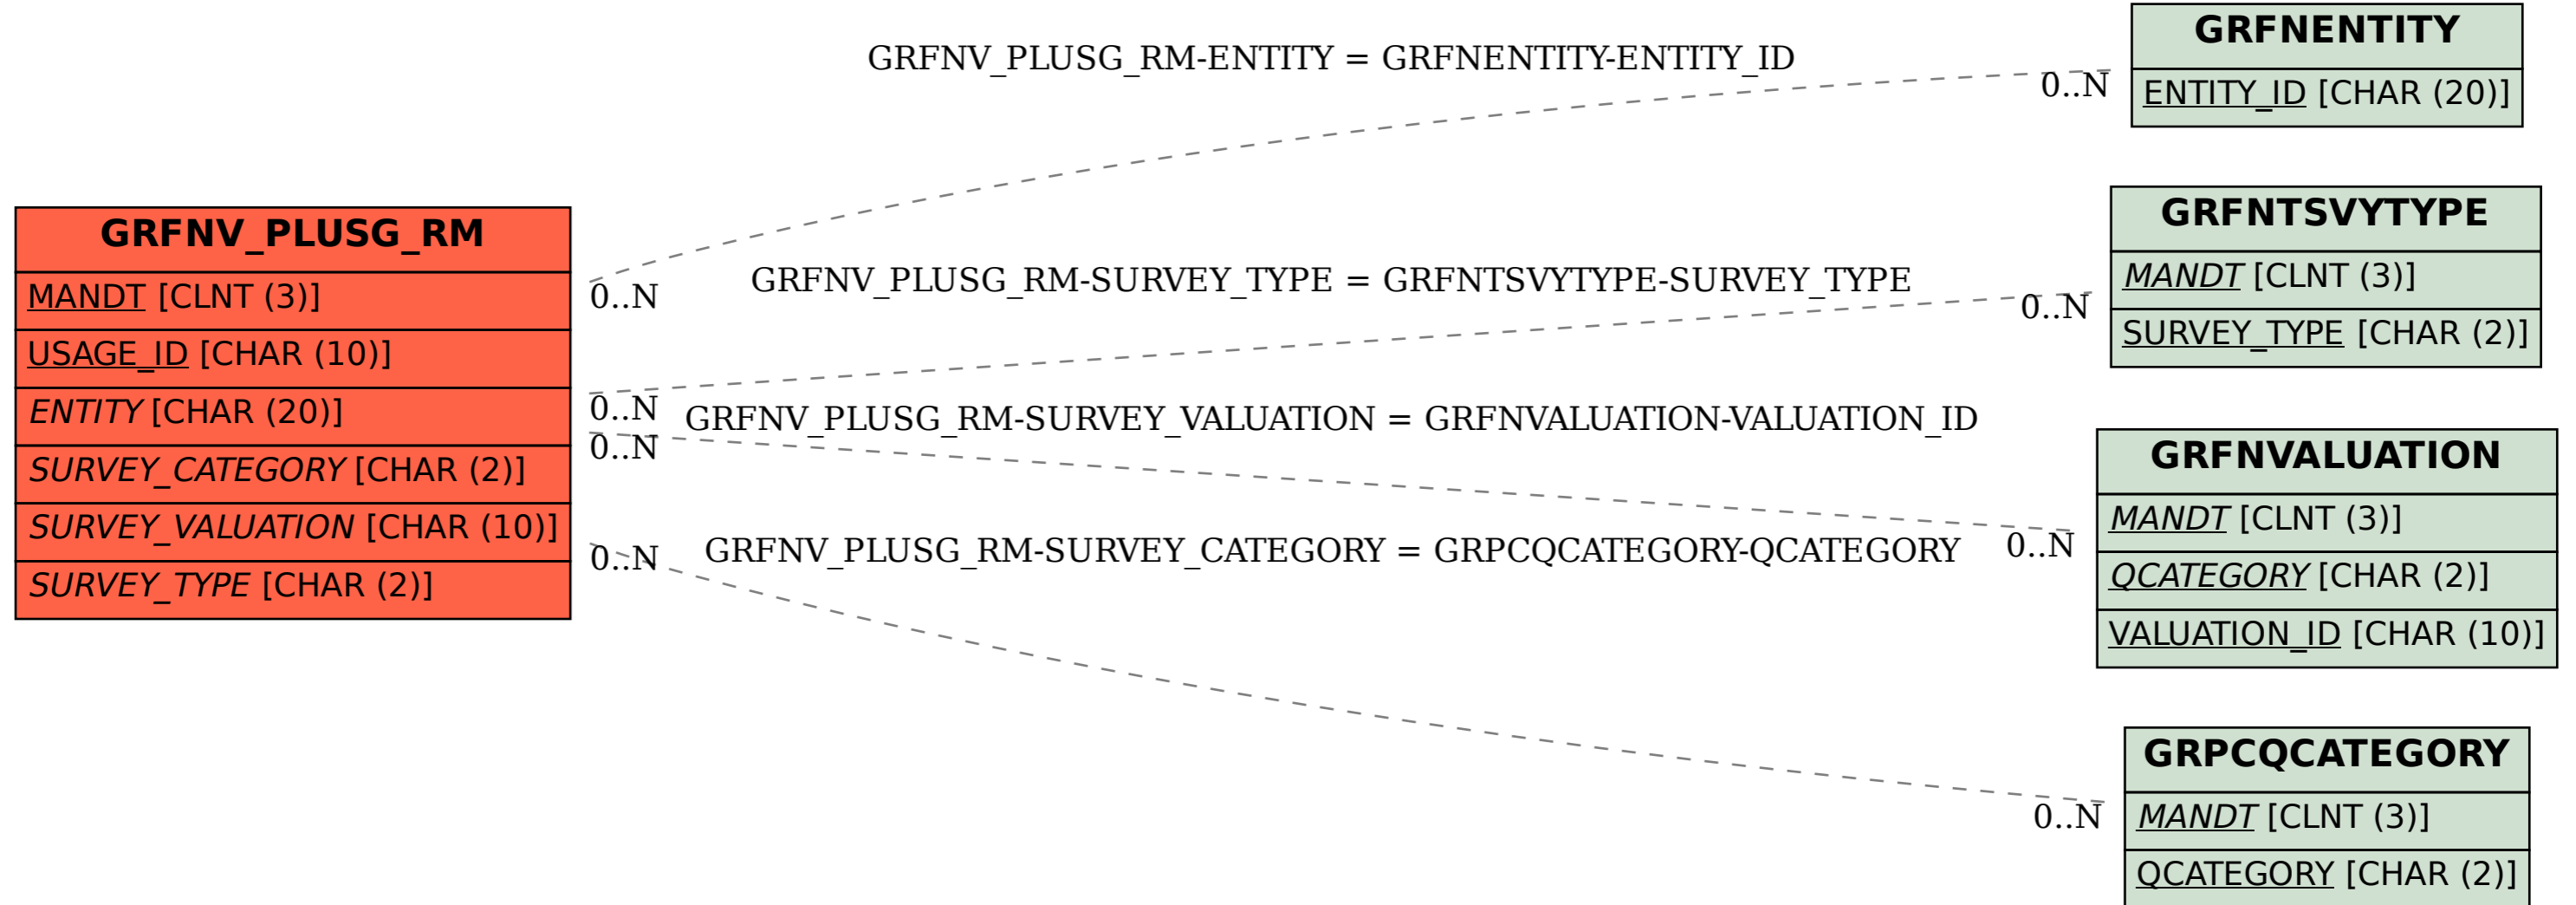 GRFNV_PLUSG_RM
MANDT [CLNT (3)]
USAGE_ID [CHAR (10)]
ENTITY [CHAR (20)]
SURVEY_CATEGORY [CHAR (2)]
SURVEY_VALUATION [CHAR (10)]
SURVEY_TYPE [CHAR (2)]
GRFNV_PLUSG_RM-ENTITY = GRFNENTITY-ENTITY_ID
0..N
0..N
GRFNV_PLUSG_RM-SURVEY_TYPE = GRFNTSVYTYPE-SURVEY_TYPE
0..N
0..N
GRFNV_PLUSG_RM-SURVEY_VALUATION = GRFNVALUATION-VALUATION_ID
0..N
0..N
GRFNV_PLUSG_RM-SURVEY_CATEGORY = GRPCQCATEGORY-QCATEGORY
0..N
0..N
GRFNENTITY
ENTITY_ID [CHAR (20)]
GRFNTSVYTYPE
MANDT [CLNT (3)]
SURVEY_TYPE [CHAR (2)]
GRFNVALUATION
MANDT [CLNT (3)]
QCATEGORY [CHAR (2)]
VALUATION_ID [CHAR (10)]
GRPCQCATEGORY
MANDT [CLNT (3)]
QCATEGORY [CHAR (2)]